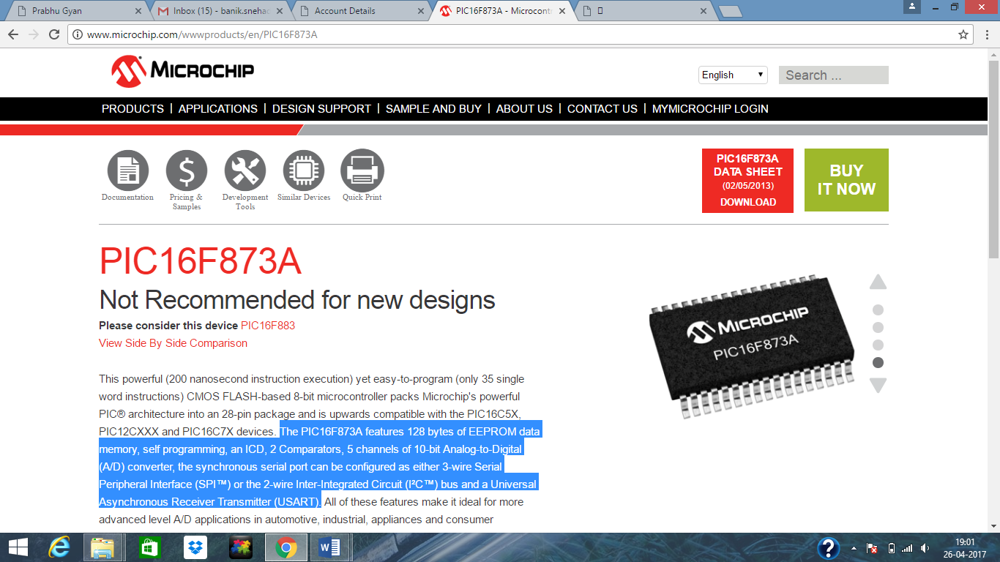 Prabhu Gyan
Inbox (15) - banik.snehac
Account Details
PIC16F873A - Microcontr
www.microchip.com/wwwproducts/en/PIC16F873A
MICROCHIP
English
Search ...
PRODUCTS | APPLICATIONS | DESIGN SUPPORT | SAMPLE AND BUY | ABOUT US | CONTACT US | MYMICROCHIP LOGIN
Documentation
Pricing &
Samples
Development
Tools
Similar Devices
Quick Print
PIC16F873A
DATA SHEET
(02/05/2013)
DOWNLOAD
BUY
IT NOW
PIC16F873A
Not Recommended for new designs
Please consider this device PIC16F883
View Side By Side Comparison
MICROCHIP
PIC16F873A
This powerful (200 nanosecond instruction execution) yet easy-to-program (only 35 single
word instructions) CMOS FLASH-based 8-bit microcontroller packs Microchip's powerful
PIC® architecture into an 28-pin package and is upwards compatible with the PIC16C5X,
PIC12CXXX and PIC16C7X devices. The PIC16F873A features 128 bytes of EEPROM data
memory, self programming, an ICD, 2 Comparators, 5 channels of 10-bit Analog-to-Digital
(A/D) converter, the synchronous serial port can be configured as either 3-wire Serial
Peripheral Interface (SPI™) or the 2-wire Inter-Integrated Circuit (I²C™) bus and a Universal
Asynchronous Receiver Transmitter (USART). All of these features make it ideal for more
advanced level A/D applications in automotive, industrial, appliances and consumer
19:01
26-04-2017